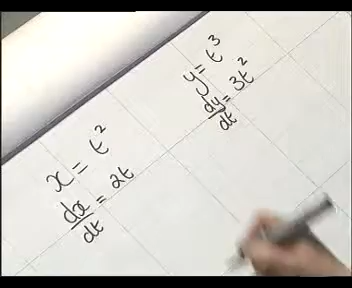 x = t²
dx/dt = 2t
y = t³
dy/dt = 3t²